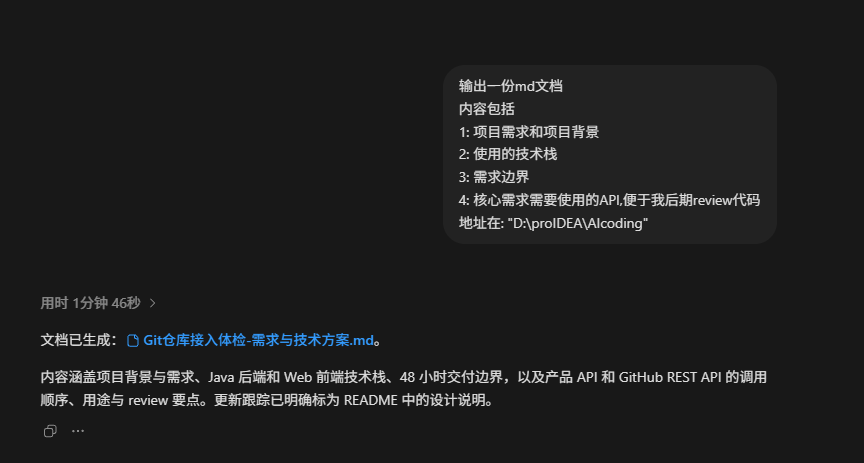 输出一份md文档
内容包括
1: 项目需求和项目背景
2: 使用的技术栈
3: 需求边界
4: 核心需求需要使用的API,便于我后期review代码
地址在: "D:\proIDEA\AIcoding"
用时 1分钟 46秒
文档已生成： Git仓库接入体检-需求与技术方案.md。
内容涵盖项目背景与需求、Java 后端和 Web 前端技术栈、48 小时交付边界，以及产品 API 和 GitHub REST API 的调用
顺序、用途与 review 要点。更新跟踪已明确标为 README 中的设计说明。